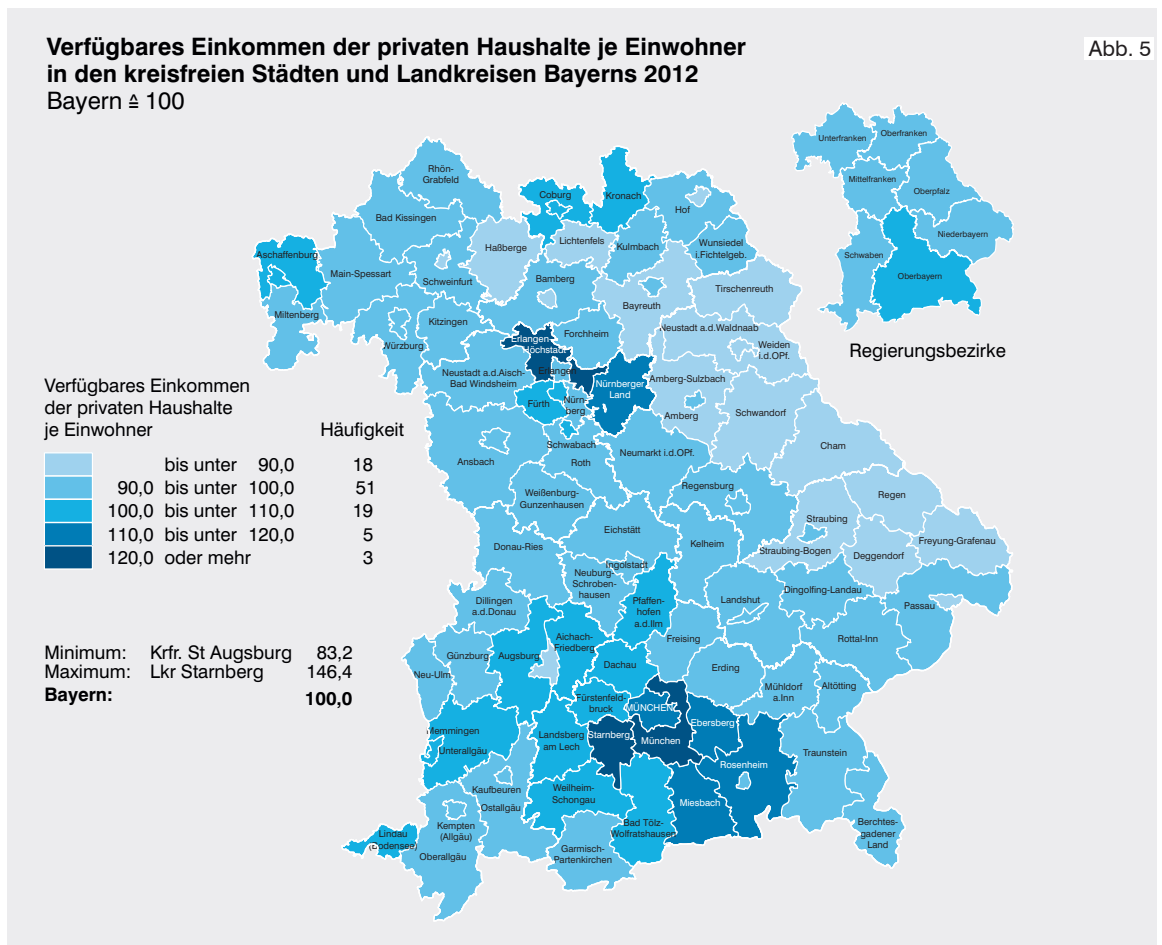 Verfügbares Einkommen der privaten Haushalte je Einwohner
in den kreisfreien Städten und Landkreisen Bayerns 2012
Bayern ≙ 100
Abb. 5
Unterfranken
Oberfranken
Mittelfranken
Oberpfalz
Niederbayern
Schwaben
Oberbayern
Regierungsbezirke
Rhön-
Grabfeld
Coburg
Kronach
Bad Kissingen
Hof
Haßberge
Lichtenfels
Kulmbach
Wunsiedel
i.Fichtelgeb.
Aschaffenburg
Main-Spessart
Schweinfurt
Bamberg
Tirschenreuth
Bayreuth
Miltenberg
Würzburg
Kitzingen
Forchheim
Neustadt a.d.Waldnaab
Erlangen-
Höchstadt
Weiden
i.d.OPf.
Neustadt a.d.Aisch-
Bad Windsheim
Erlangen
Nürnberger
Land
Amberg-Sulzbach
Fürth
Nürn-
berg
Amberg
Schwandorf
Schwabach
Roth
Ansbach
Neumarkt i.d.OPf.
Cham
Weißenburg-
Gunzenhausen
Regensburg
Regen
Straubing
Eichstätt
Donau-Ries
Kelheim
Straubing-Bogen
Deggendorf
Freyung-Grafenau
Ingolstadt
Neuburg-
Schroben-
hausen
Dillingen
a.d.Donau
Pfaffen-
hofen
a.d.Ilm
Landshut
Dingolfing-Landau
Passau
Aichach-
Friedberg
Freising
Rottal-Inn
Günzburg
Augsburg
Neu-Ulm
Dachau
Erding
Mühldorf
a.Inn
Altötting
Fürstenfeld-
bruck
MÜNCHEN
Ebersberg
Memmingen
Unterallgäu
Landsberg
am Lech
Starnberg
München
Traunstein
Rosenheim
Kaufbeuren
Ostallgäu
Weilheim-
Schongau
Miesbach
Bad Tölz-
Wolfratshausen
Lindau
(Bodensee)
Kempten
(Allgäu)
Oberallgäu
Garmisch-
Partenkirchen
Berchtes-
gadener
Land
Verfügbares Einkommen
der privaten Haushalte
je Einwohner Häufigkeit
bis unter 90,0 18
90,0 bis unter 100,0 51
100,0 bis unter 110,0 19
110,0 bis unter 120,0 5
120,0 oder mehr 3
Minimum: Krfr. St Augsburg 83,2
Maximum: Lkr Starnberg 146,4
Bayern: 100,0